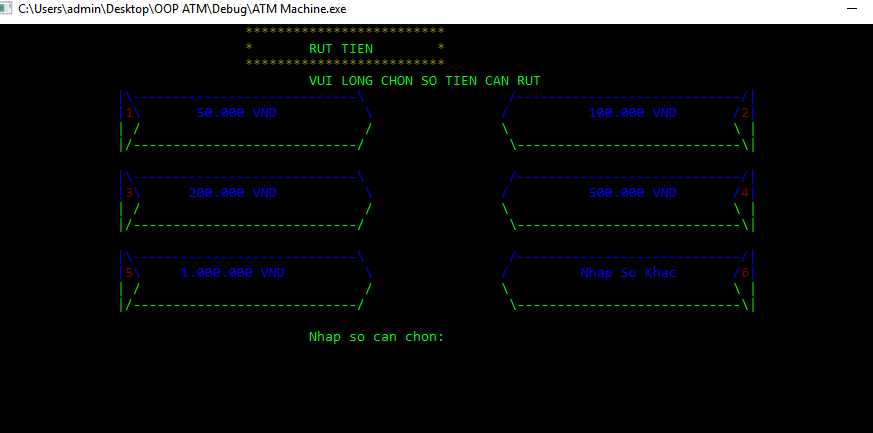 C:\Users\admin\Desktop\OOP ATM\Debug\ATM Machine.exe
*************************
* RUT TIEN *
*************************
VUI LONG CHON SO TIEN CAN RUT
|\----------------------------\ /----------------------------/|
|1\ 50.000 VND \ / 100.000 VND /2|
| / / \ \ |
|/----------------------------/ \----------------------------\|
|\----------------------------\ /----------------------------/|
|3\ 200.000 VND \ / 500.000 VND /4|
| / / \ \ |
|/----------------------------/ \----------------------------\|
|\----------------------------\ /----------------------------/|
|5\ 1.000.000 VND \ / Nhap So Khac /6|
| / / \ \ |
|/----------------------------/ \----------------------------\|
Nhap so can chon: